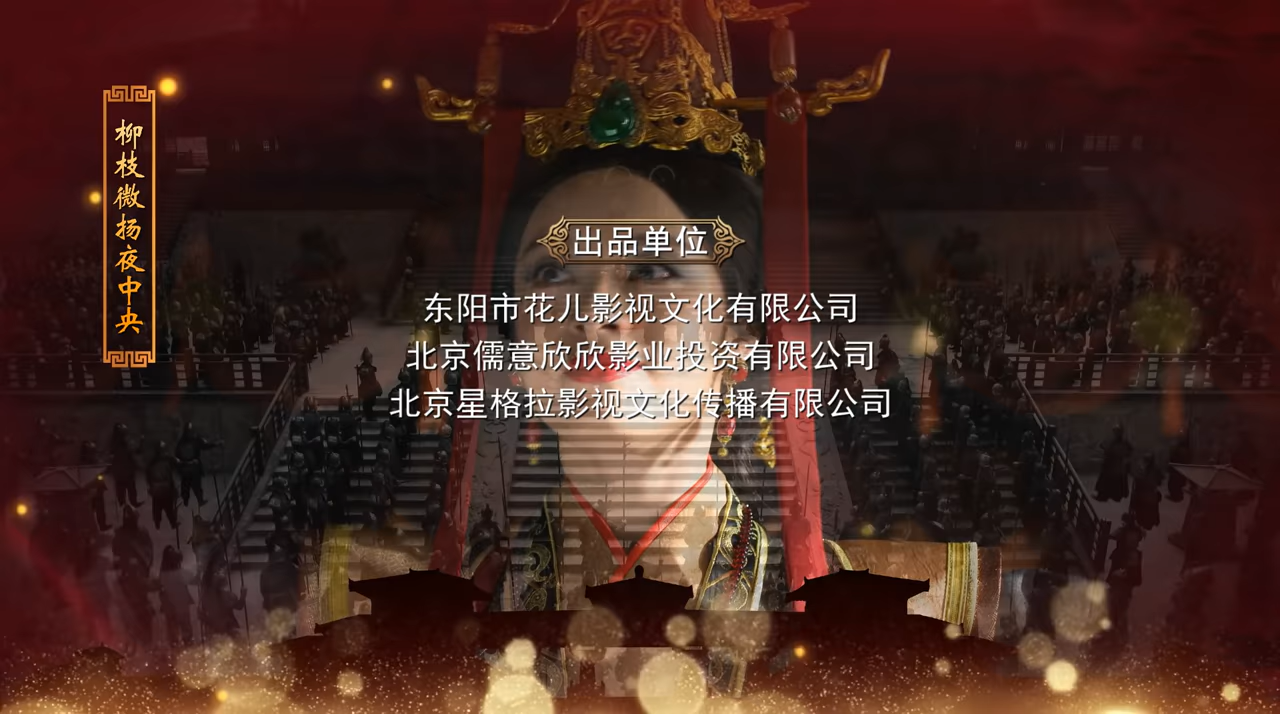 柳枝微扬夜中央
出品单位
东阳市花儿影视文化有限公司
北京儒意欣欣影业投资有限公司
北京星格拉影视文化传播有限公司